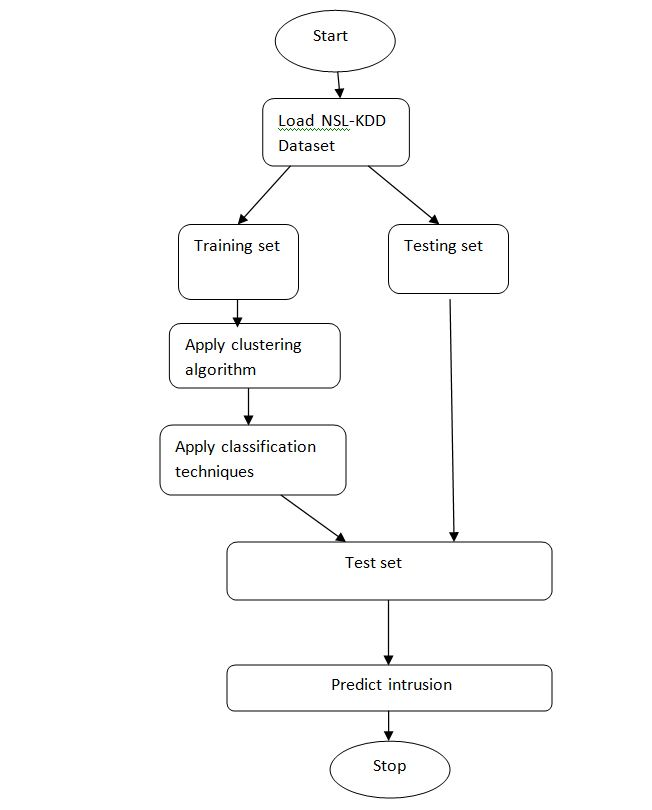 Start
Load NSL-KDD
Dataset
Training set
Testing set
Apply clustering
algorithm
Apply classification
techniques
Test set
Predict intrusion
Stop